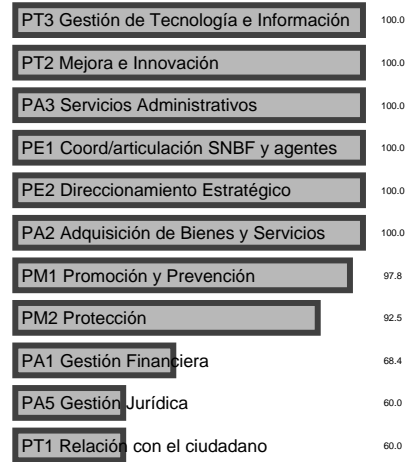 PT3 Gestión de Tecnología e Información 100.0
PT2 Mejora e Innovación 100.0
PA3 Servicios Administrativos 100.0
PE1 Coord/articulación SNBF y agentes 100.0
PE2 Direccionamiento Estratégico 100.0
PA2 Adquisición de Bienes y Servicios 100.0
PM1 Promoción y Prevención 97.8
PM2 Protección 92.5
PA1 Gestión Financiera 68.4
PA5 Gestión Jurídica 60.0
PT1 Relación con el ciudadano 60.0